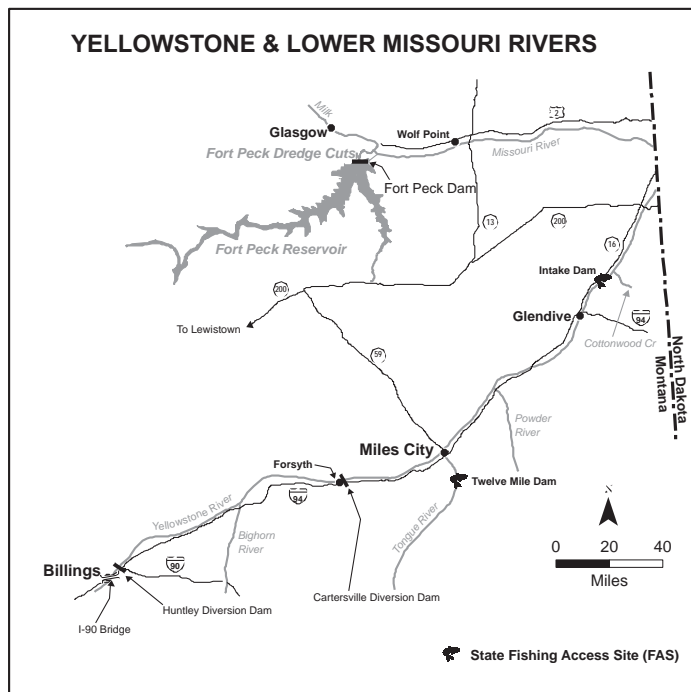 YELLOWSTONE & LOWER MISSOURI RIVERS
Milk
2
Glasgow
Wolf Point
Fort Peck Dredge Cuts
Missouri River
Fort Peck Dam
13
200
Fort Peck Reservoir
16
Intake Dam
200
Glendive
94
To Lewistown
Cottonwood Cr
North Dakota
Montana
59
Powder
River
Miles City
Forsyth
Twelve Mile Dam
94
N
Yellowstone River
Tongue River
Bighorn
River
Billings
90
0 20 40
Miles
Cartersville Diversion Dam
Huntley Diversion Dam
I-90 Bridge
State Fishing Access Site (FAS)